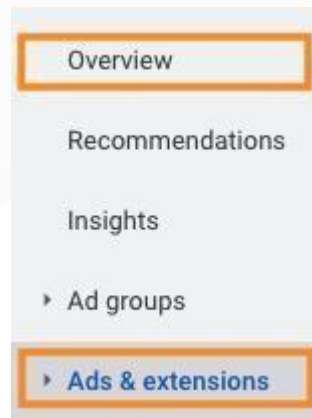 Overview
Recommendations
Insights
Ad groups
Ads & extensions